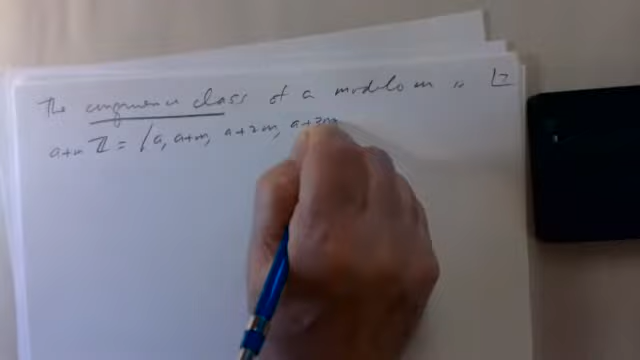 The congruence class of a modulo m is
a+mℤ = {a, a+m, a+2m, a+3m